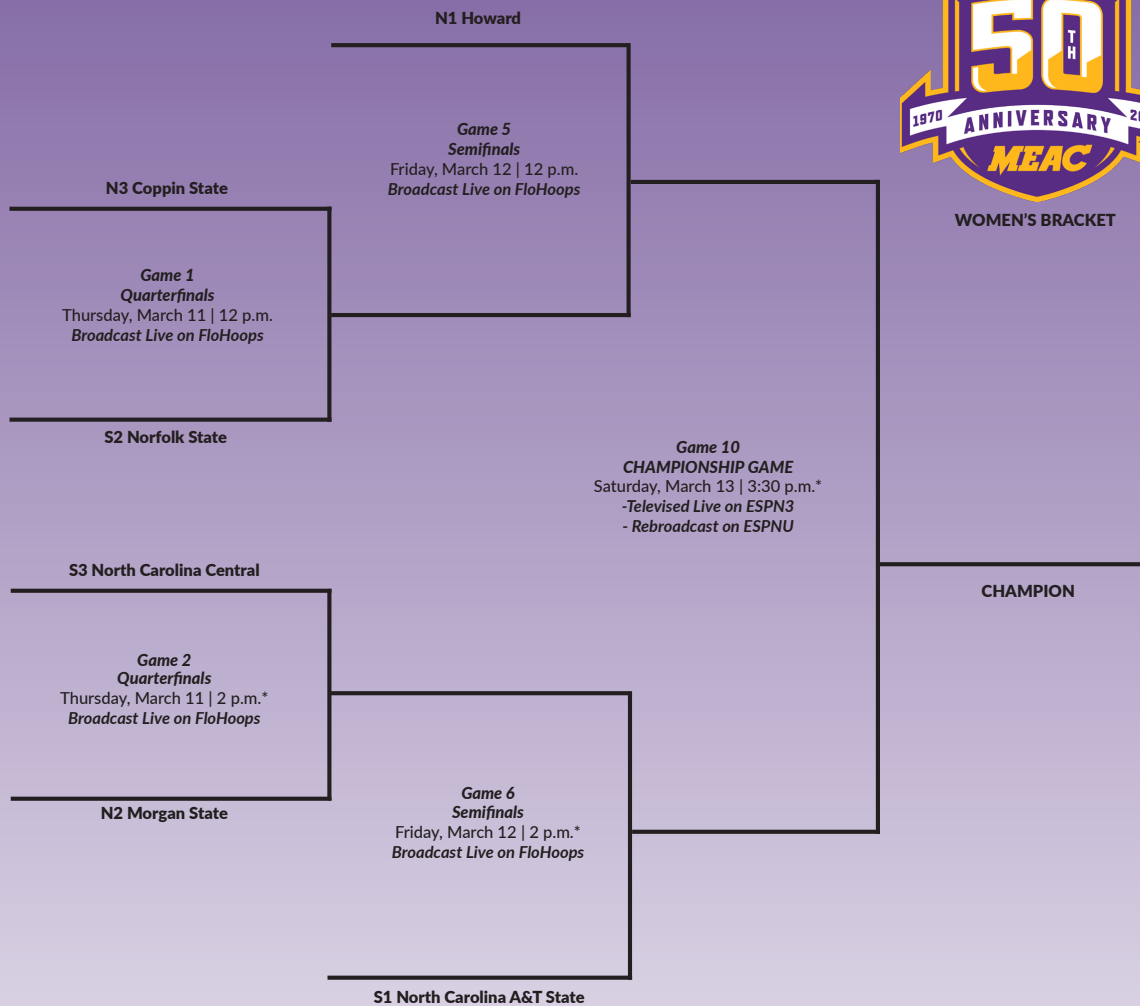 N1 Howard
50
TH
1970
ANNIVERSARY
MEAC
WOMEN'S BRACKET
Game 5
Semifinals
Friday, March 12 | 12 p.m.
Broadcast Live on FloHoops
N3 Coppin State
Game 1
Quarterfinals
Thursday, March 11 | 12 p.m.
Broadcast Live on FloHoops
S2 Norfolk State
Game 10
CHAMPIONSHIP GAME
Saturday, March 13 | 3:30 p.m.*
-Televised Live on ESPN3
- Rebroadcast on ESPNU
S3 North Carolina Central
CHAMPION
Game 2
Quarterfinals
Thursday, March 11 | 2 p.m.*
Broadcast Live on FloHoops
N2 Morgan State
Game 6
Semifinals
Friday, March 12 | 2 p.m.*
Broadcast Live on FloHoops
S1 North Carolina A&T State